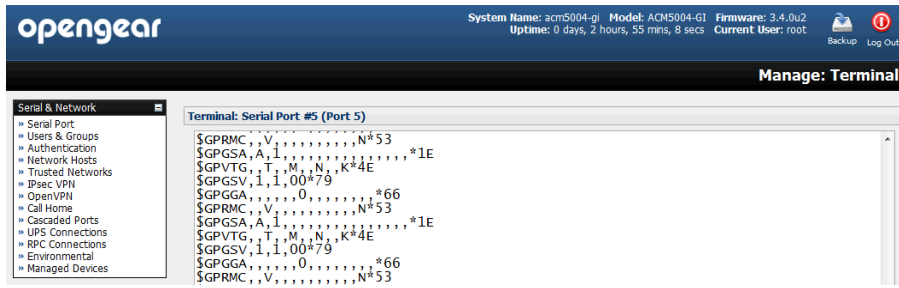 opengear
System Name: acm5004-gi Model: ACM5004-GI Firmware: 3.4.0u2
Uptime: 0 days, 2 hours, 55 mins, 8 secs Current User: root
Backup
Log Out
Manage: Terminal
Serial & Network
» Serial Port
» Users & Groups
» Authentication
» Network Hosts
» Trusted Networks
» IPsec VPN
» OpenVPN
» Call Home
» Cascaded Ports
» UPS Connections
» RPC Connections
» Environmental
» Managed Devices
Terminal: Serial Port #5 (Port 5)
$GPRMC,,V,,,,,,,,,,N*53
$GPGSA,A,1,,,,,,,,,,,,,,,*1E
$GPVTG,,T,,M,,N,,K*4E
$GPGSV,1,1,00*79
$GPGGA,,,,,,0,,,,,,,,*66
$GPRMC,,V,,,,,,,,,,N*53
$GPGSA,A,1,,,,,,,,,,,,,,,*1E
$GPVTG,,T,,M,,N,,K*4E
$GPGSV,1,1,00*79
$GPGGA,,,,,,0,,,,,,,,*66
$GPRMC,,V,,,,,,,,,,N*53